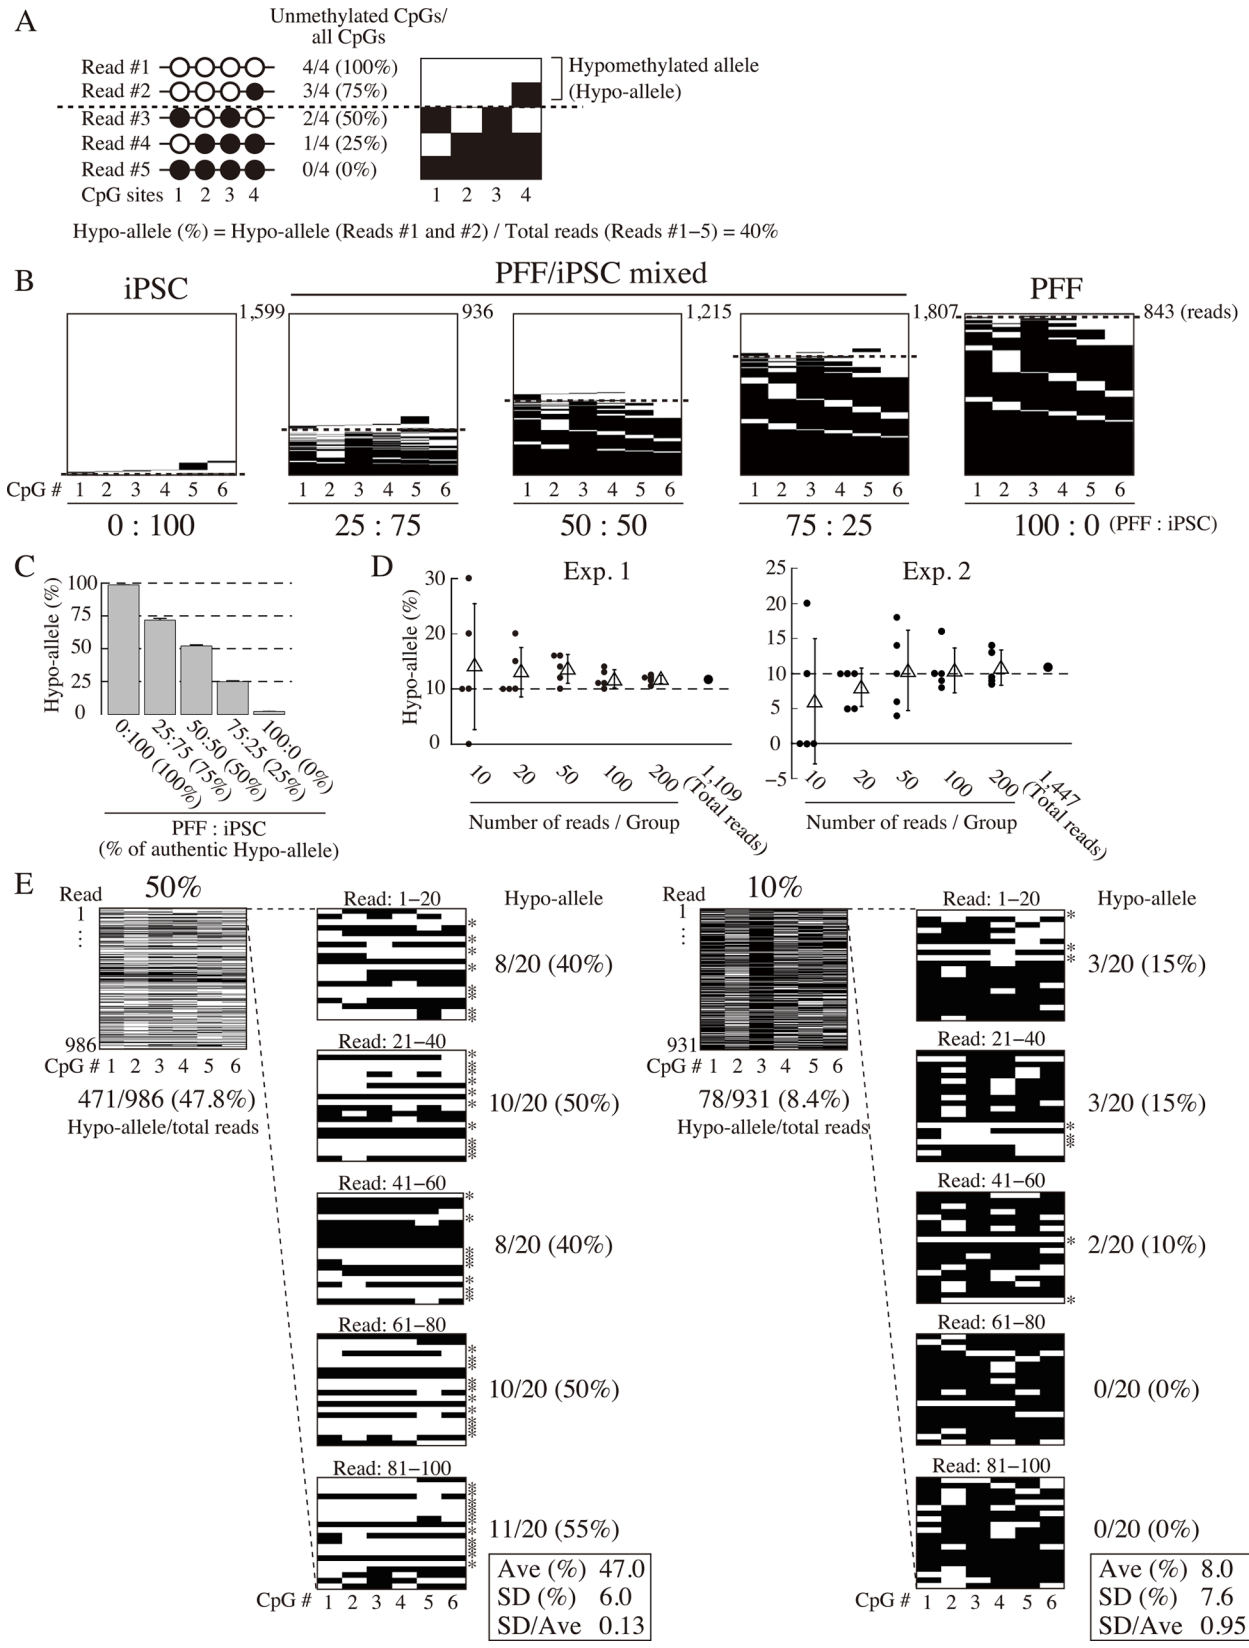 A
Unmethylated CpGs/
all CpGs
Read #1 4/4 (100%)
Read #2 3/4 (75%)
Read #3 2/4 (50%)
Read #4 1/4 (25%)
Read #5 0/4 (0%)
CpG sites 1 2 3 4
1 2 3 4
Hypomethylated allele
(Hypo-allele)
Hypo-allele (%) = Hypo-allele (Reads #1 and #2) / Total reads (Reads #1−5) = 40%
B
iPSC PFF/iPSC mixed PFF
1,599 936 1,215 1,807 843 (reads)
CpG # 1 2 3 4 5 6 1 2 3 4 5 6 1 2 3 4 5 6 1 2 3 4 5 6 1 2 3 4 5 6
0 : 100 25 : 75 50 : 50 75 : 25 100 : 0 (PFF : iPSC)
C
Hypo-allele (%)
100
75
50
25
0
0:100 (100%)
25:75 (75%)
50:50 (50%)
75:25 (25%)
100:0 (0%)
PFF : iPSC
(% of authentic Hypo-allele)
D
Exp. 1
Hypo-allele (%)
30
20
10
0
10 20 50 100 200 1,109
(Total reads)
Number of reads / Group
Exp. 2
25
20
15
10
5
0
−5
10 20 50 100 200 1,447
(Total reads)
Number of reads / Group
E
50%
Read
1
⋮
986
CpG # 1 2 3 4 5 6
471/986 (47.8%)
Hypo-allele/total reads
Hypo-allele
Read: 1−20
8/20 (40%)
Read: 21−40
10/20 (50%)
Read: 41−60
8/20 (40%)
Read: 61−80
10/20 (50%)
Read: 81−100
11/20 (55%)
CpG # 1 2 3 4 5 6
Ave (%) 47.0
SD (%) 6.0
SD/Ave 0.13
10%
Read
1
⋮
931
CpG # 1 2 3 4 5 6
78/931 (8.4%)
Hypo-allele/total reads
Hypo-allele
Read: 1−20
3/20 (15%)
Read: 21−40
3/20 (15%)
Read: 41−60
2/20 (10%)
Read: 61−80
0/20 (0%)
Read: 81−100
0/20 (0%)
CpG # 1 2 3 4 5 6
Ave (%) 8.0
SD (%) 7.6
SD/Ave 0.95